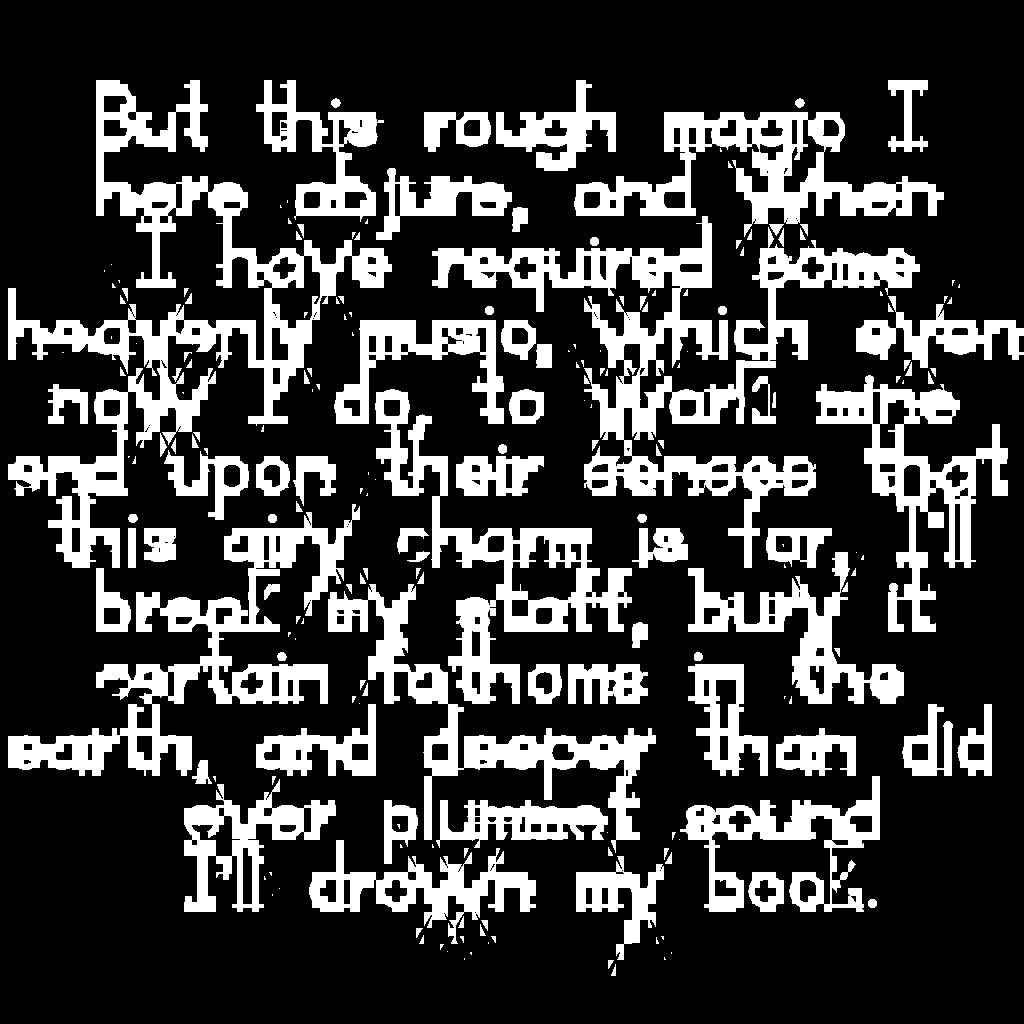 But this rough magic I
here abjure, and when
I have required some
heavenly music, which even
now I do, to work mine
end upon their senses that
this airy charm is for, I'll
break my staff, bury it
certain fathoms in the
earth, and deeper than did
ever plummet sound
I'll drown my book.